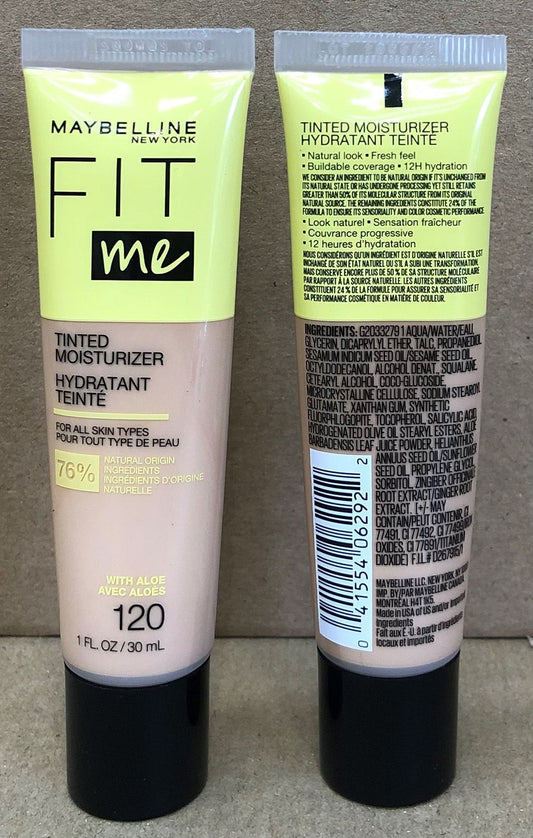 MAYBELLINE
NEW YORK
FIT
me
TINTED
MOISTURIZER
HYDRATANT
TEINTÉ
FOR ALL SKIN TYPES
POUR TOUT TYPE DE PEAU
76%
NATURAL ORIGIN
INGREDIENTS
INGRÉDIENTS D'ORIGINE
NATURELLE
WITH ALOE
AVEC ALOÈS
120
1 FL. OZ / 30 mL
TINTED MOISTURIZER
HYDRATANT TEINTÉ
• Natural look • Fresh feel
• Buildable coverage • 12H hydration
WE CONSIDER AN INGREDIENT TO BE NATURAL ORIGIN IF IT'S UNCHANGED FROM
ITS NATURAL STATE OR HAS UNDERGONE PROCESSING YET STILL RETAINS
GREATER THAN 50% OF ITS MOLECULAR STRUCTURE FROM ITS ORIGINAL
NATURAL SOURCE. THE REMAINING INGREDIENTS CONSTITUTE 24% OF THE
FORMULA TO ENSURE ITS SENSORIALITY AND COLOR COSMETIC PERFORMANCE.
• Look naturel • Sensation fraîcheur
• Couvrance progressive
• 12 heures d'hydratation
NOUS CONSIDÉRONS QU'UN INGRÉDIENT EST D'ORIGINE NATURELLE S'IL EST
INCHANGÉ DE SON ÉTAT NATUREL OU S'IL A SUBI UNE TRANSFORMATION,
MAIS CONSERVE ENCORE PLUS DE 50 % DE SA STRUCTURE MOLÉCULAIRE
PAR RAPPORT À LA SOURCE NATURELLE. LES AUTRES INGRÉDIENTS
CONSTITUENT 24 % DE LA FORMULE POUR ASSURER SA SENSORIALITÉ ET
SA PERFORMANCE COSMÉTIQUE EN MATIÈRE DE COULEUR.
INGREDIENTS: G2033279 1 AQUA/WATER/EAU,
GLYCERIN, DICAPRYLYL ETHER, TALC, PROPANEDIOL,
SESAMUM INDICUM SEED OIL/SESAME SEED OIL,
OCTYLDODECANOL, ALCOHOL DENAT., SQUALANE,
CETEARYL ALCOHOL, COCO-GLUCOSIDE,
MICROCRYSTALLINE CELLULOSE, SODIUM STEAROYL
GLUTAMATE, XANTHAN GUM, SYNTHETIC
FLUORPHLOGOPITE, TOCOPHEROL, SALICYLIC ACID,
HYDROGENATED OLIVE OIL STEARYL ESTERS, ALOE
BARBADENSIS LEAF JUICE POWDER, HELIANTHUS
ANNUUS SEED OIL/SUNFLOWER
SEED OIL, PROPYLENE GLYCOL,
SORBITOL, ZINGIBER OFFICINALE
ROOT EXTRACT/GINGER ROOT
EXTRACT. [+/- MAY
CONTAIN/PEUT CONTENIR: CI
77491, CI 77492, CI 77499/IRON
OXIDES, CI 77891/TITANIUM
DIOXIDE]
0 41554 06292 2
MAYBELLINE LLC, NEW YORK, NY
IMP. BY/PAR MAYBELLINE CANADA,
MONTRÉAL H4T 1K5.
Made in USA of US and/or Imported
Ingredients
Fait aux É.-U. à partir d'ingrédients
locaux et importés